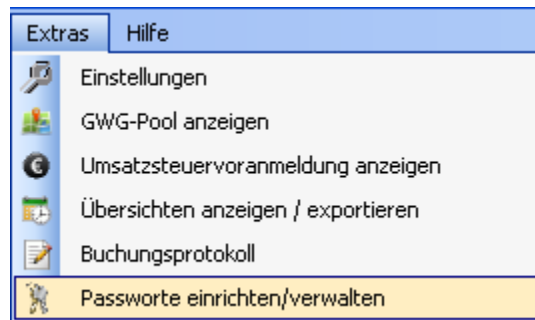 Extras Hilfe
Einstellungen
GWG-Pool anzeigen
Umsatzsteuervoranmeldung anzeigen
Übersichten anzeigen / exportieren
Buchungsprotokoll
Passworte einrichten/verwalten